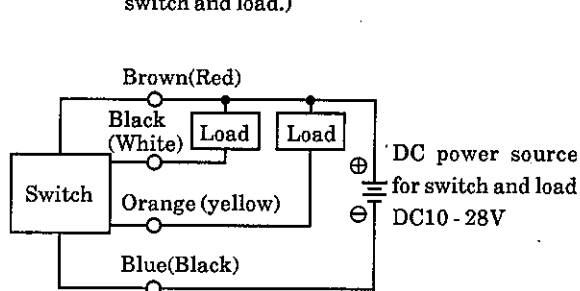 switch and load.)
Brown(Red)
Black
(White)
Load
Load
Switch
Orange (yellow)
Blue(Black)
⊕
DC power source
for switch and load
⊖
DC10 - 28V